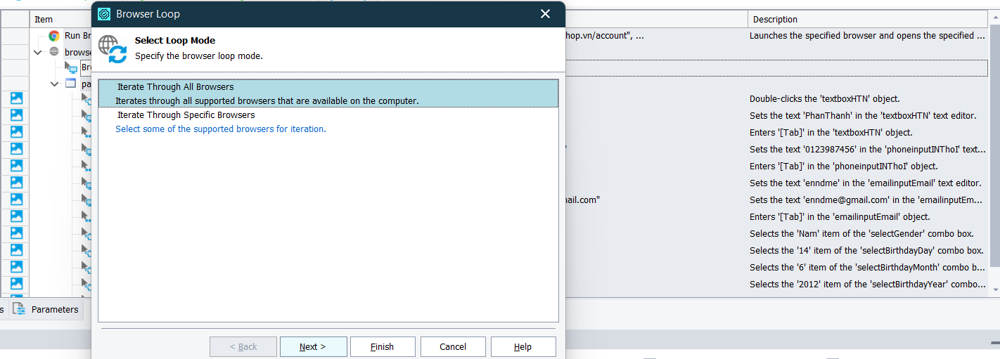 Browser Loop
Item
Description
Select Loop Mode
Specify the browser loop mode.
Run Br
hop.vn/account", ...
Launches the specified browser and opens the specified ...
browse
Br
pa
Iterate Through All Browsers
Iterates through all supported browsers that are available on the computer.
Iterate Through Specific Browsers
Select some of the supported browsers for iteration.
Double-clicks the 'textboxHTN' object.
Sets the text 'PhanThanh' in the 'textboxHTN' text editor.
Enters '[Tab]' in the 'textboxHTN' object.
"
Sets the text '0123987456' in the 'phoneinputINThoI' text...
Enters '[Tab]' in the 'phoneinputINThoI' object.
Sets the text 'enndme' in the 'emailinputEmail' text editor.
ail.com"
Sets the text 'enndme@gmail.com' in the 'emailinputEm...
Enters '[Tab]' in the 'emailinputEmail' object.
Selects the 'Nam' item of the 'selectGender' combo box.
Selects the '14' item of the 'selectBirthdayDay' combo box.
Selects the '6' item of the 'selectBirthdayMonth' combo b...
Selects the '2012' item of the 'selectBirthdayYear' combo...
s
Parameters
< Back
Next >
Finish
Cancel
Help